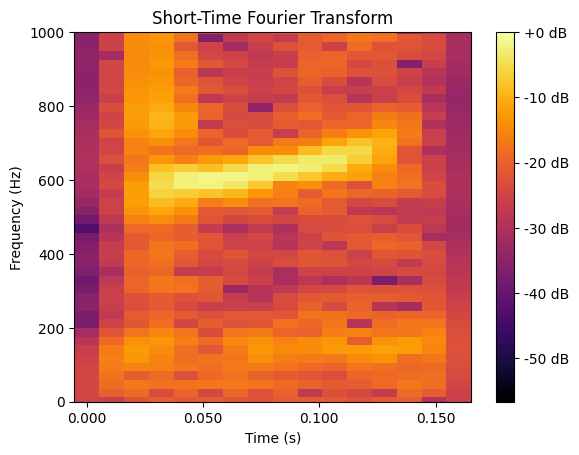 Short-Time Fourier Transform
1000
800
600
400
200
0
Frequency (Hz)
0.000
0.050
0.100
0.150
Time (s)
+0 dB
-10 dB
-20 dB
-30 dB
-40 dB
-50 dB